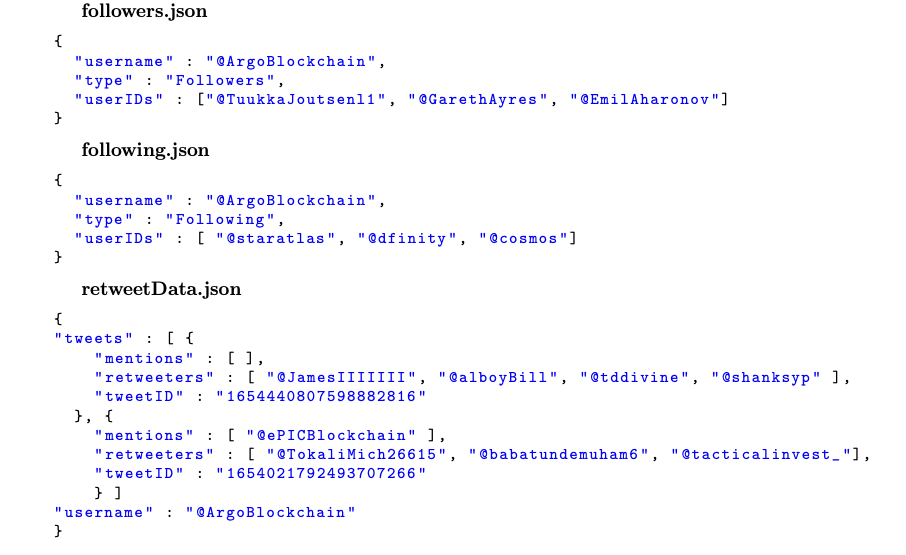 followers.json
{
"username" : "@ArgoBlockchain",
"type" : "Followers",
"userIDs" : ["@TuukkaJoutsenl1", "@GarethAyres", "@EmilAharonov"]
}
following.json
{
"username" : "@ArgoBlockchain",
"type" : "Following",
"userIDs" : [ "@staratlas", "@dfinity", "@cosmos"]
}
retweetData.json
{
"tweets" : [ {
"mentions" : [ ],
"retweeters" : [ "@JamesIIIIIII", "@alboyBill", "@tddivine", "@shanksyp" ],
"tweetID" : "1654440807598882816"
}, {
"mentions" : [ "@ePICBlockchain" ],
"retweeters" : [ "@TokaliMich26615", "@babatundemuham6", "@tacticalinvest_"],
"tweetID" : "1654021792493707266"
} ]
"username" : "@ArgoBlockchain"
}